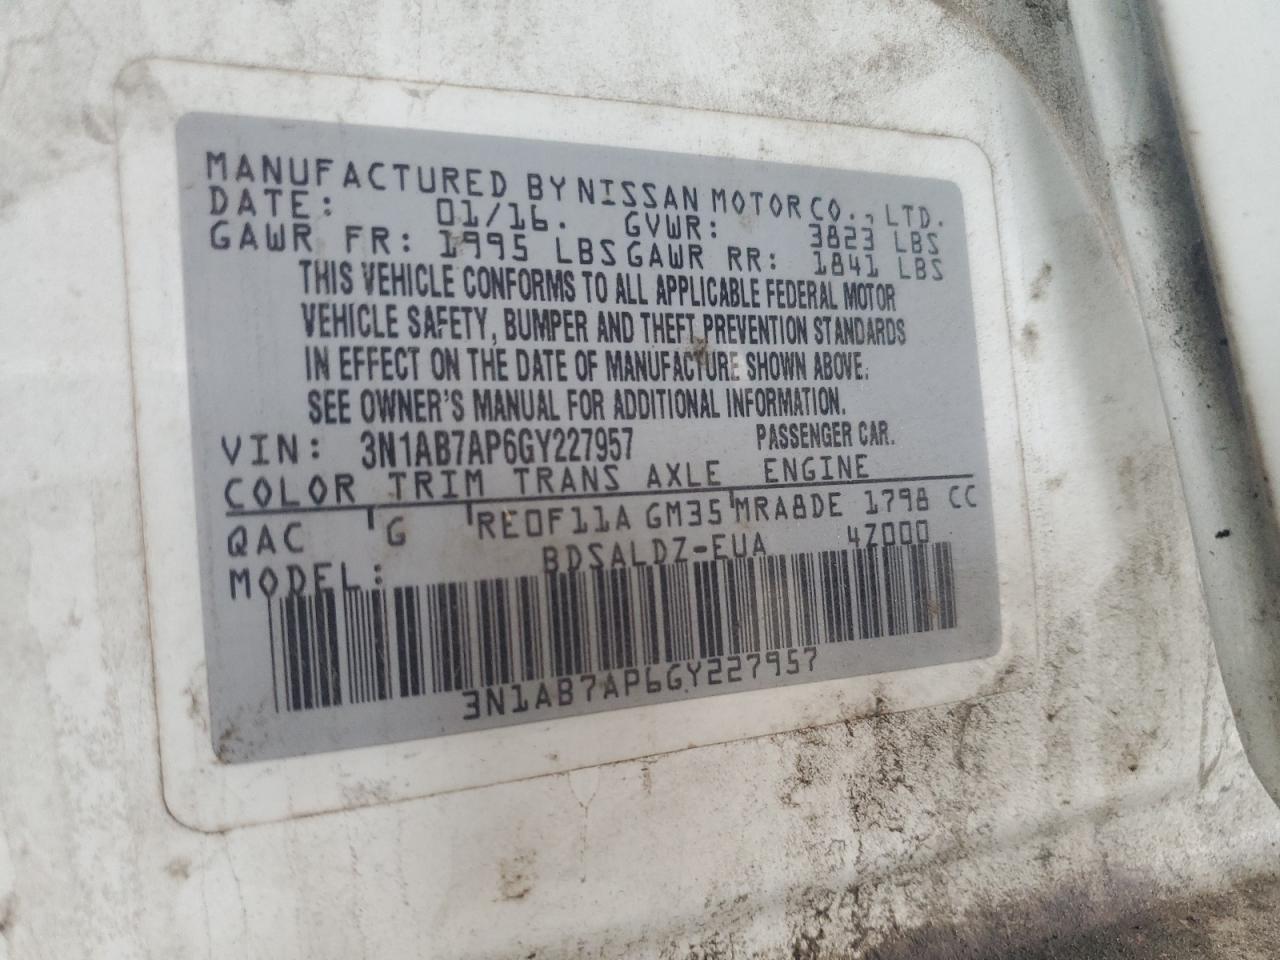 MANUFACTURED BY NISSAN MOTOR CO., LTD.
DATE: 01/16. GVWR: 3823 LBS
GAWR FR: 1995 LBS GAWR RR: 1841 LBS
THIS VEHICLE CONFORMS TO ALL APPLICABLE FEDERAL MOTOR
VEHICLE SAFETY, BUMPER AND THEFT PREVENTION STANDARDS
IN EFFECT ON THE DATE OF MANUFACTURE SHOWN ABOVE.
SEE OWNER'S MANUAL FOR ADDITIONAL INFORMATION.
VIN: 3N1AB7AP6GY227957 PASSENGER CAR.
COLOR TRIM TRANS AXLE ENGINE
QAC G RE0F11A GM35 MRA8DE 1798 CC
MODEL: BDSALDZ-EUA 4Z000
3N1AB7AP6GY227957